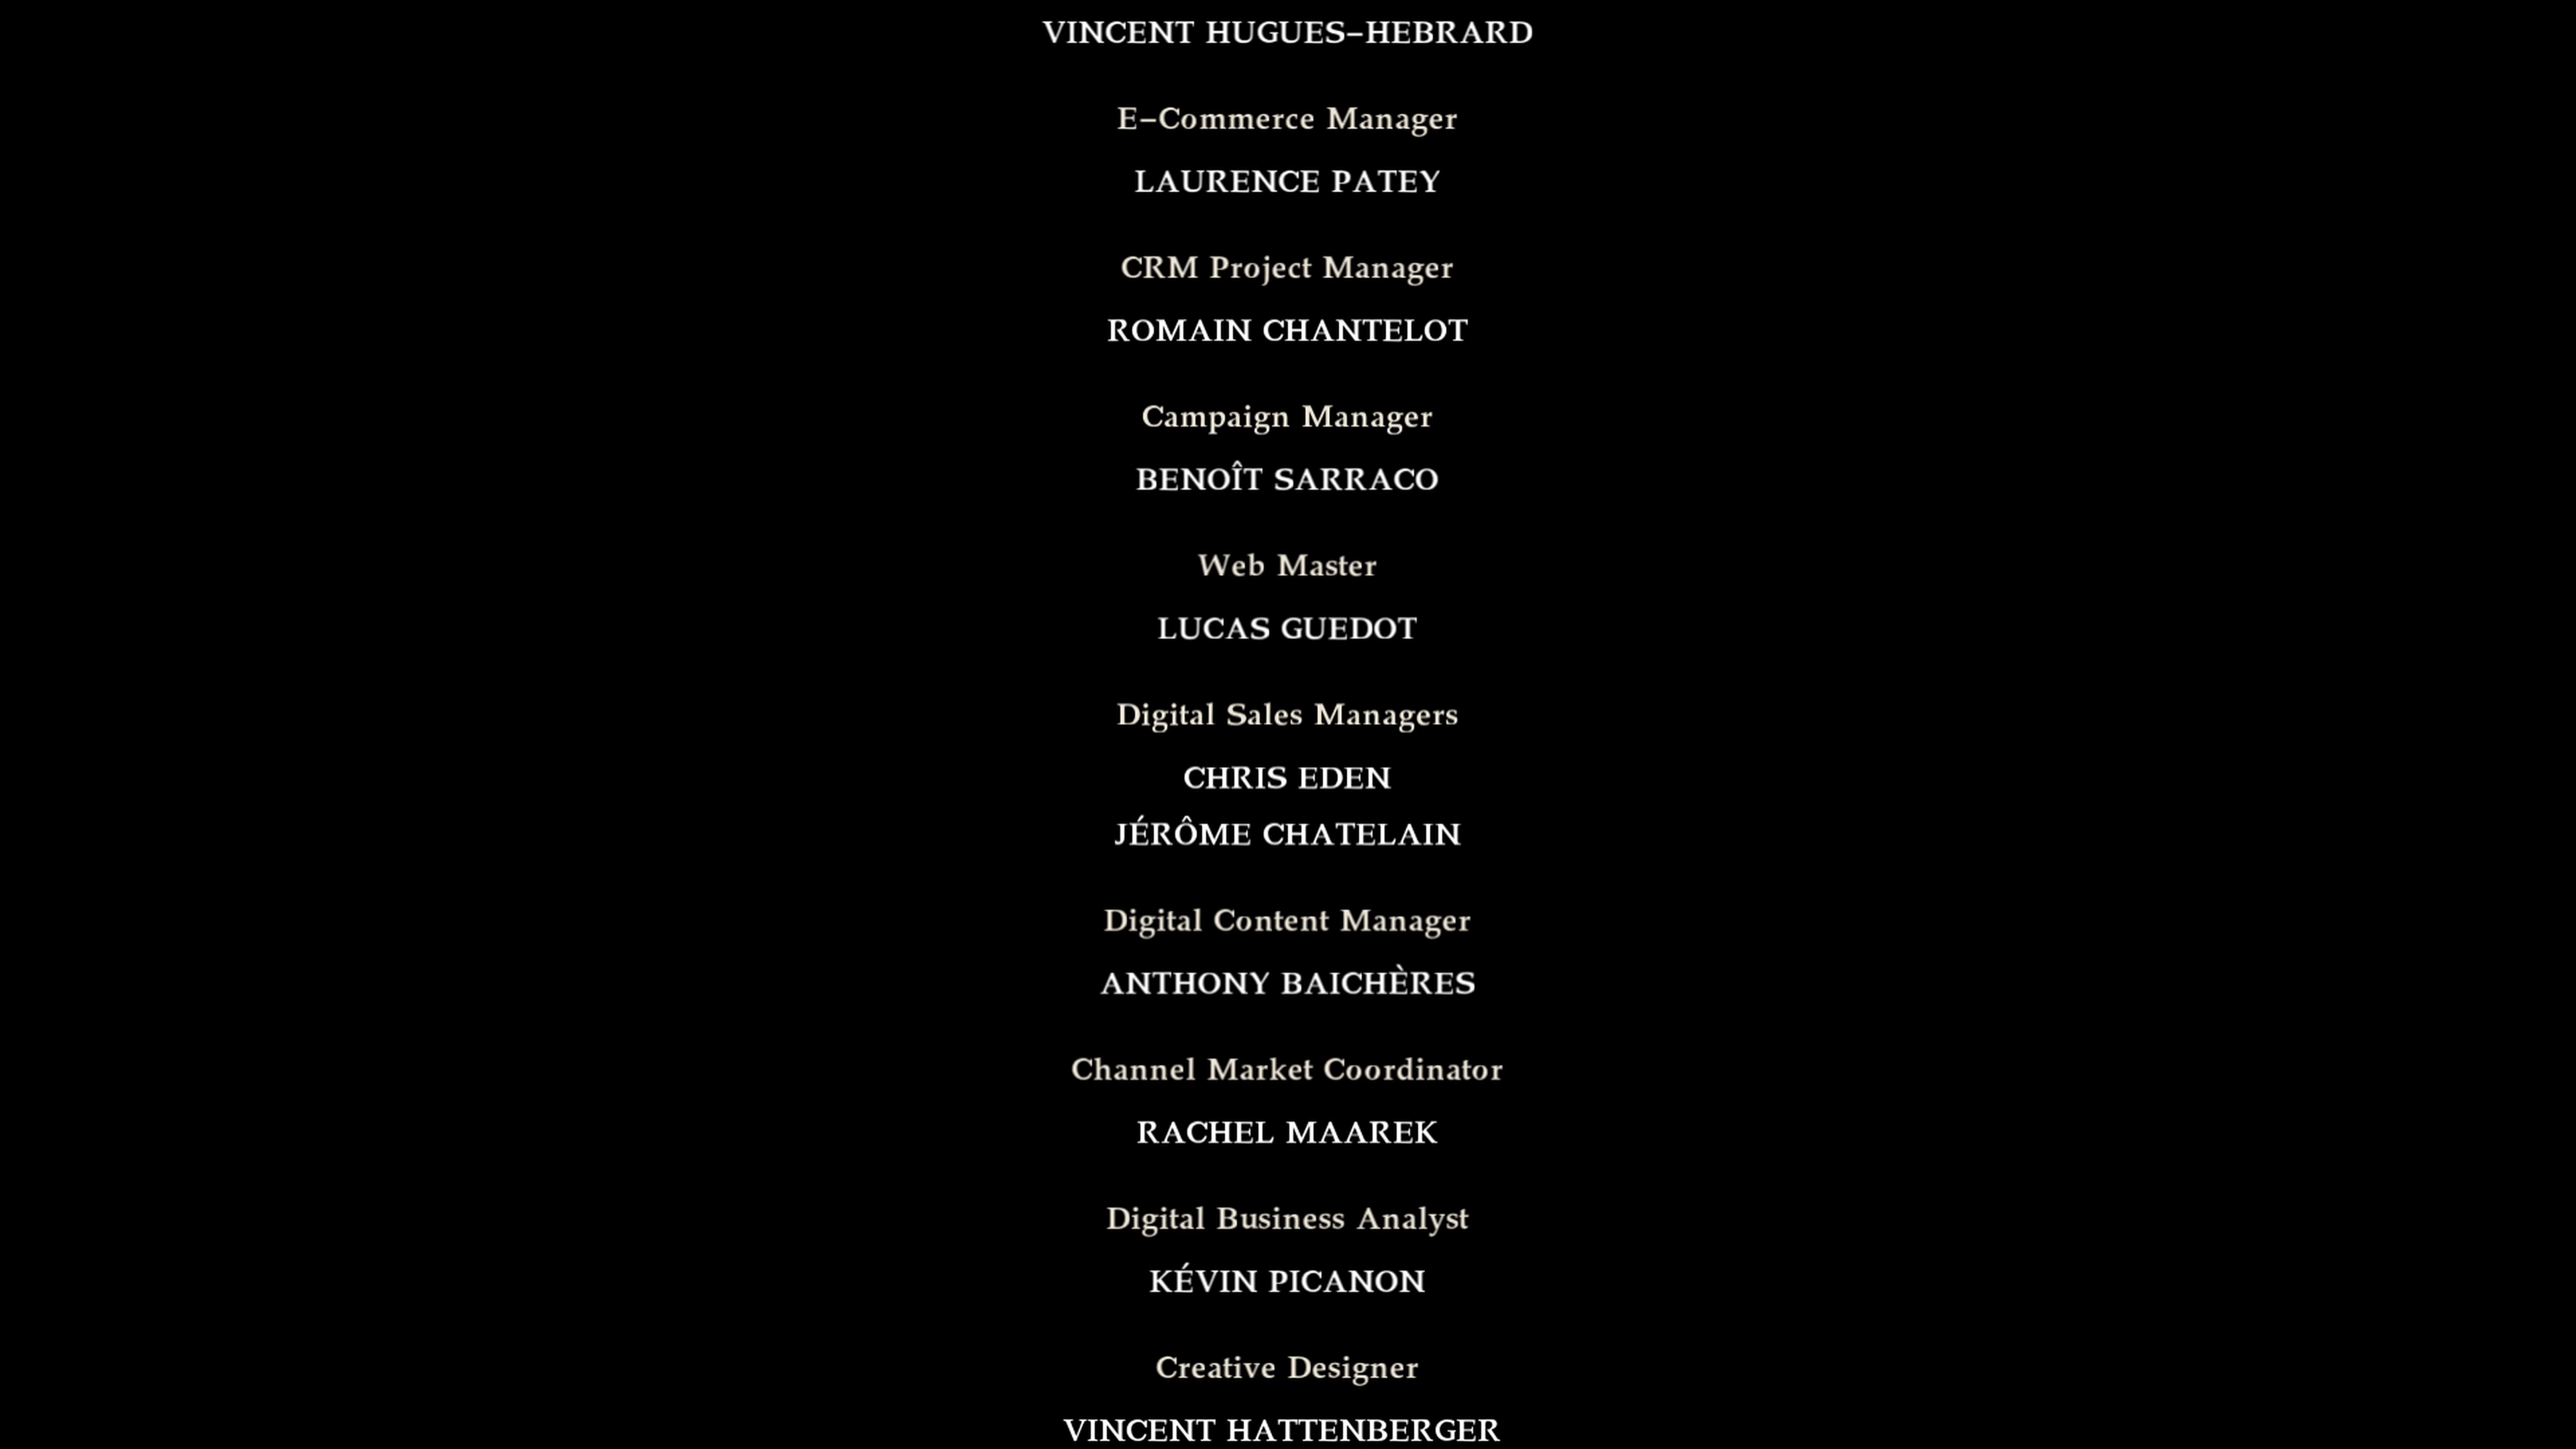 VINCENT HUGUES–HEBRARD
E–Commerce Manager
LAURENCE PATEY
CRM Project Manager
ROMAIN CHANTELOT
Campaign Manager
BENOÎT SARRACO
Web Master
LUCAS GUEDOT
Digital Sales Managers
CHRIS EDEN
JÉRÔME CHATELAIN
Digital Content Manager
ANTHONY BAICHÈRES
Channel Market Coordinator
RACHEL MAAREK
Digital Business Analyst
KÉVIN PICANON
Creative Designer
VINCENT HATTENBERGER